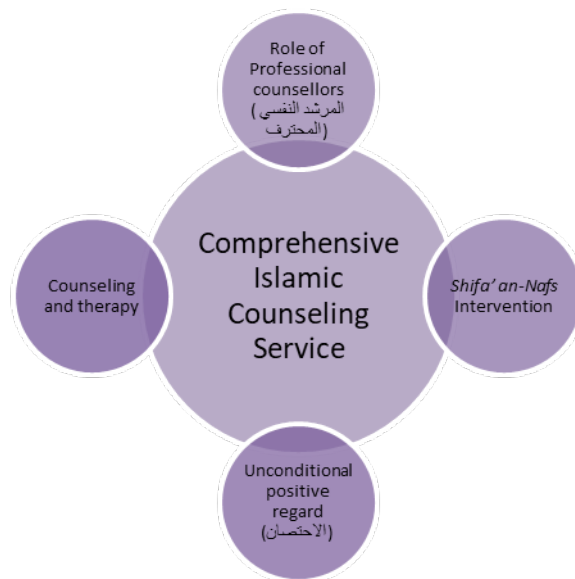 Role of
Professional
counsellors
(المرشد النفسي
المحترف)
Comprehensive
Islamic
Counseling
Service
Counseling
and therapy
Shifa’ an-Nafs
Intervention
Unconditional
positive
regard
(الاحتصان)